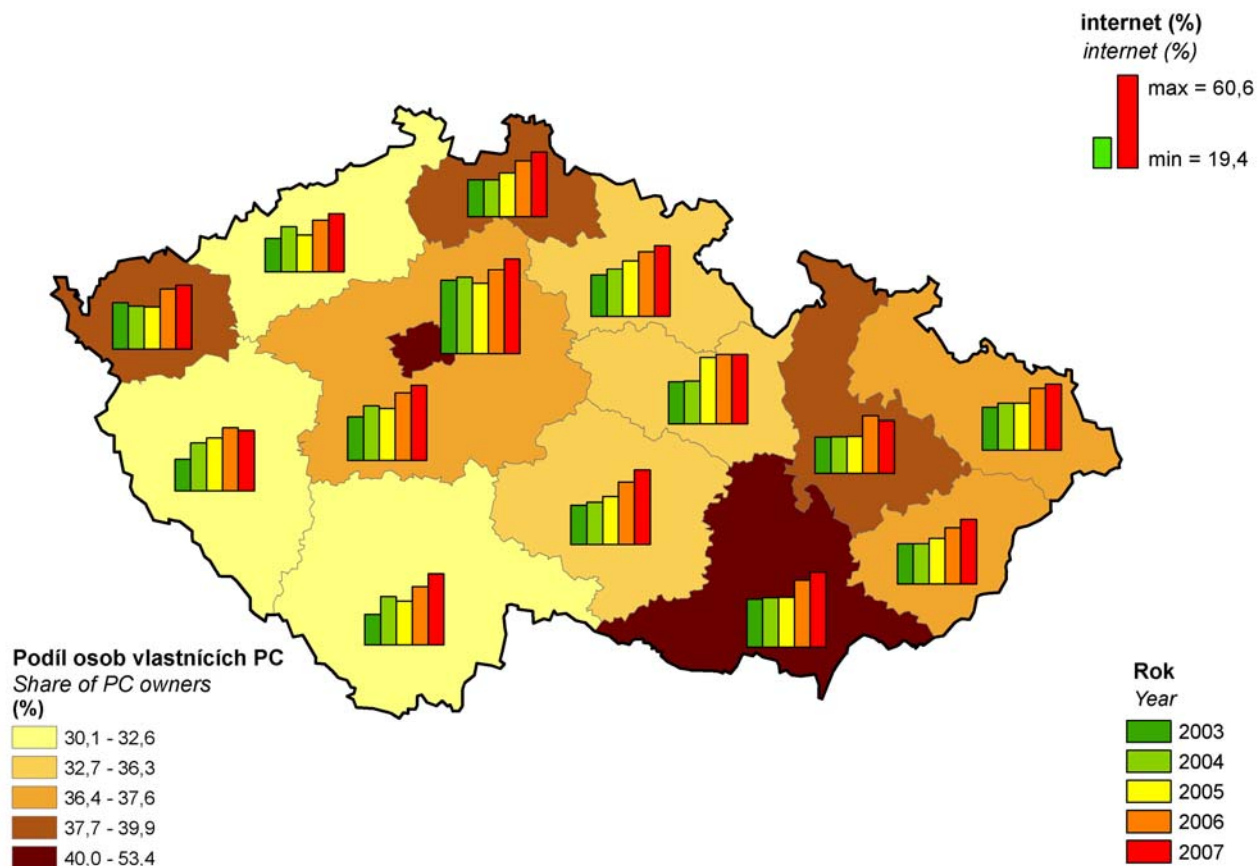 internet (%)
internet (%)
max = 60,6
min = 19,4
Podíl osob vlastnících PC
Share of PC owners
(%)
30,1 - 32,6
32,7 - 36,3
36,4 - 37,6
37,7 - 39,9
40,0 - 53,4
Rok
Year
2003
2004
2005
2006
2007